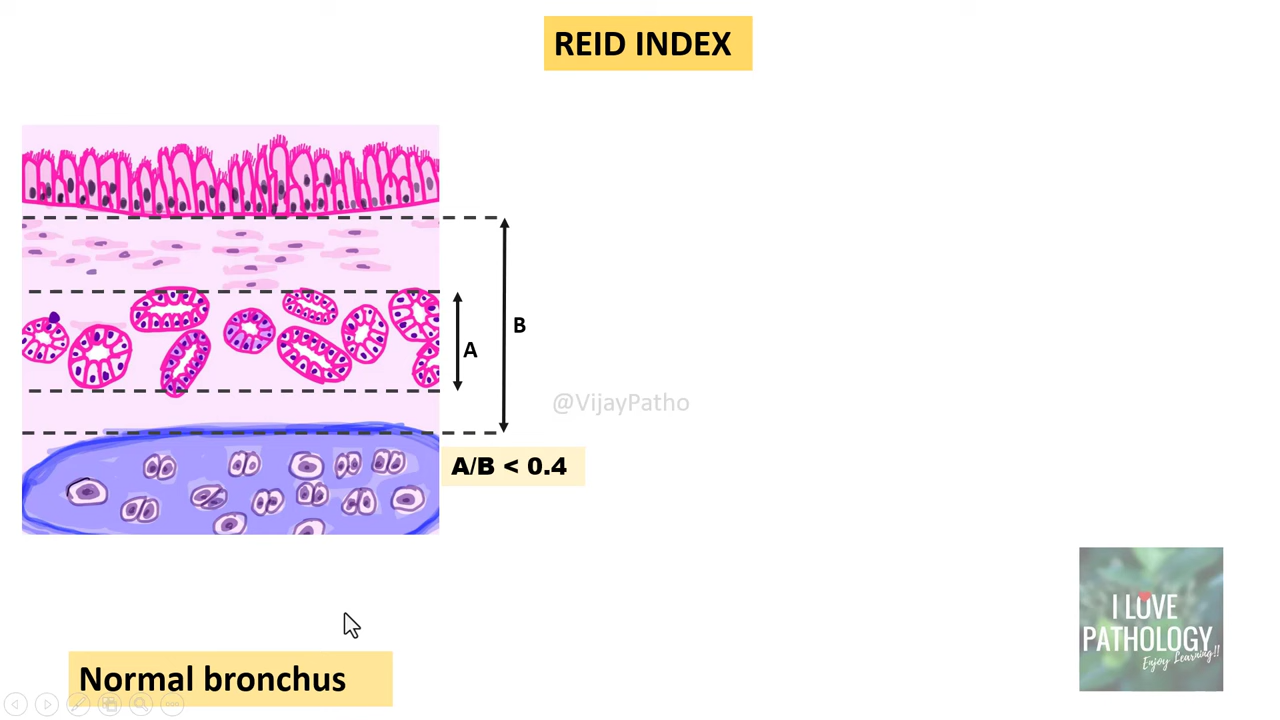 REID INDEX
B
A
@VijayPatho
A/B < 0.4
I LOVE
PATHOLOGY
Enjoy Learning!!
Normal bronchus